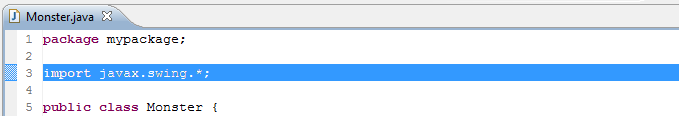 Monster.java
1 package mypackage;
2
3 import javax.swing.*;
4
5 public class Monster {